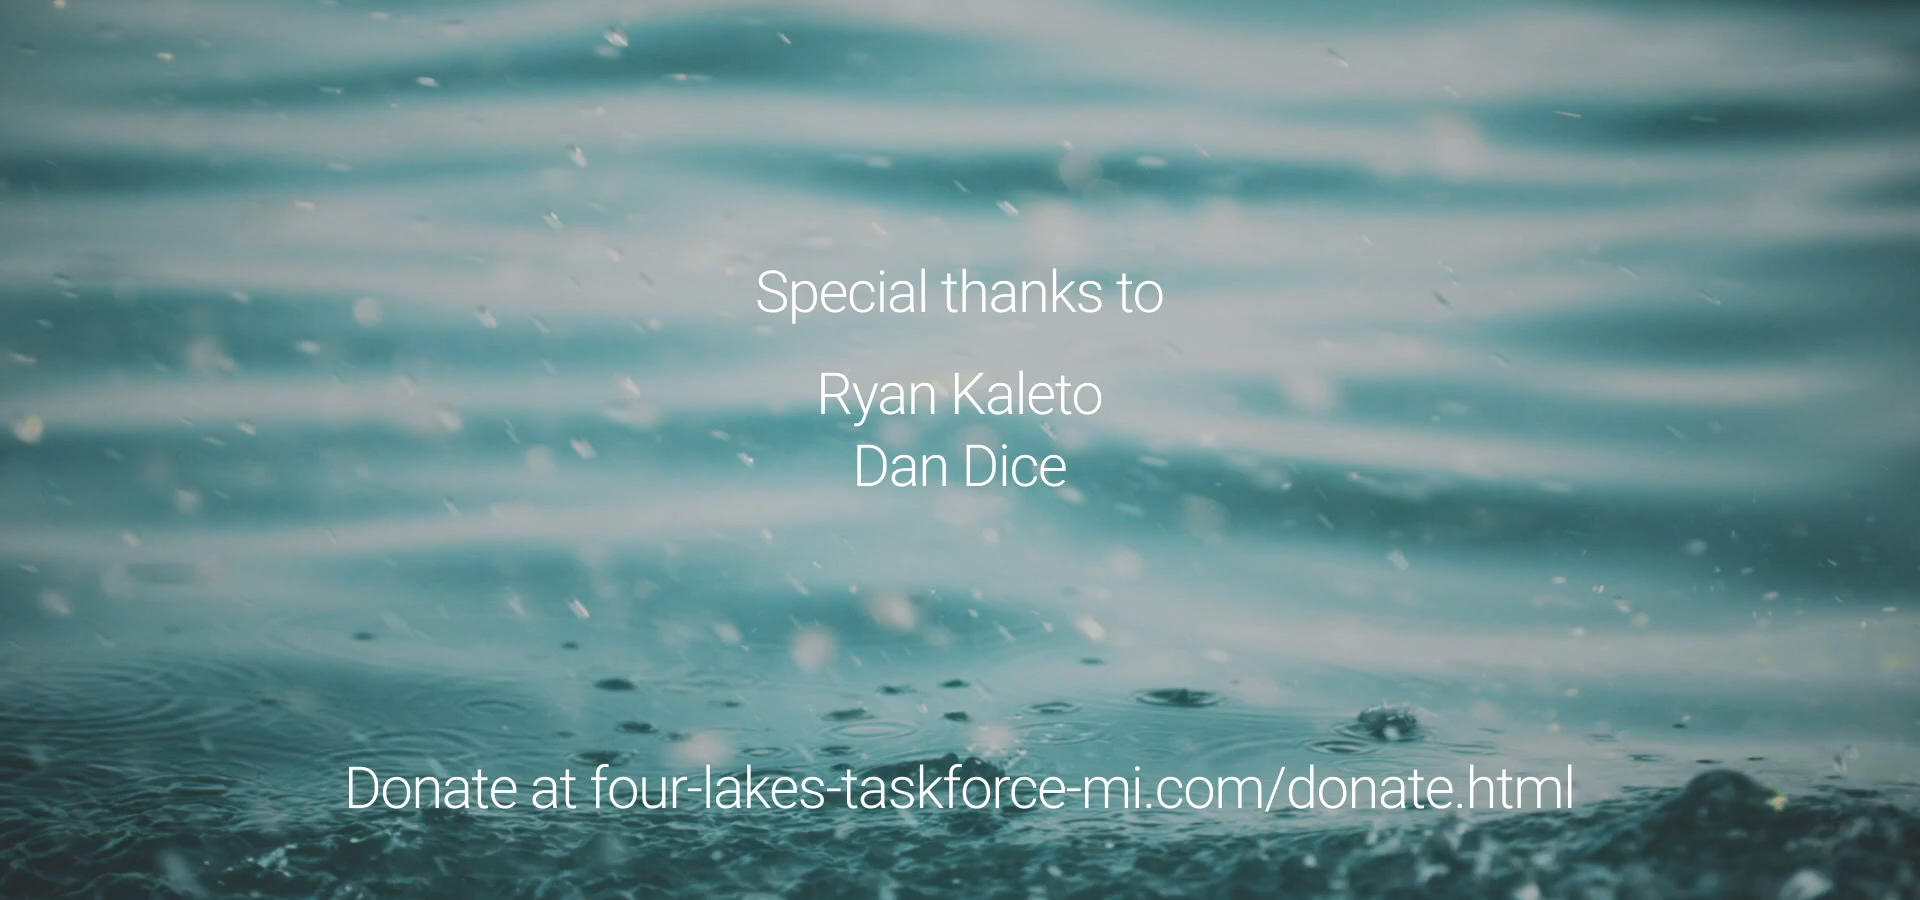 Special thanks to
Ryan Kaleto
Dan Dice
Donate at four-lakes-taskforce-mi.com/donate.html